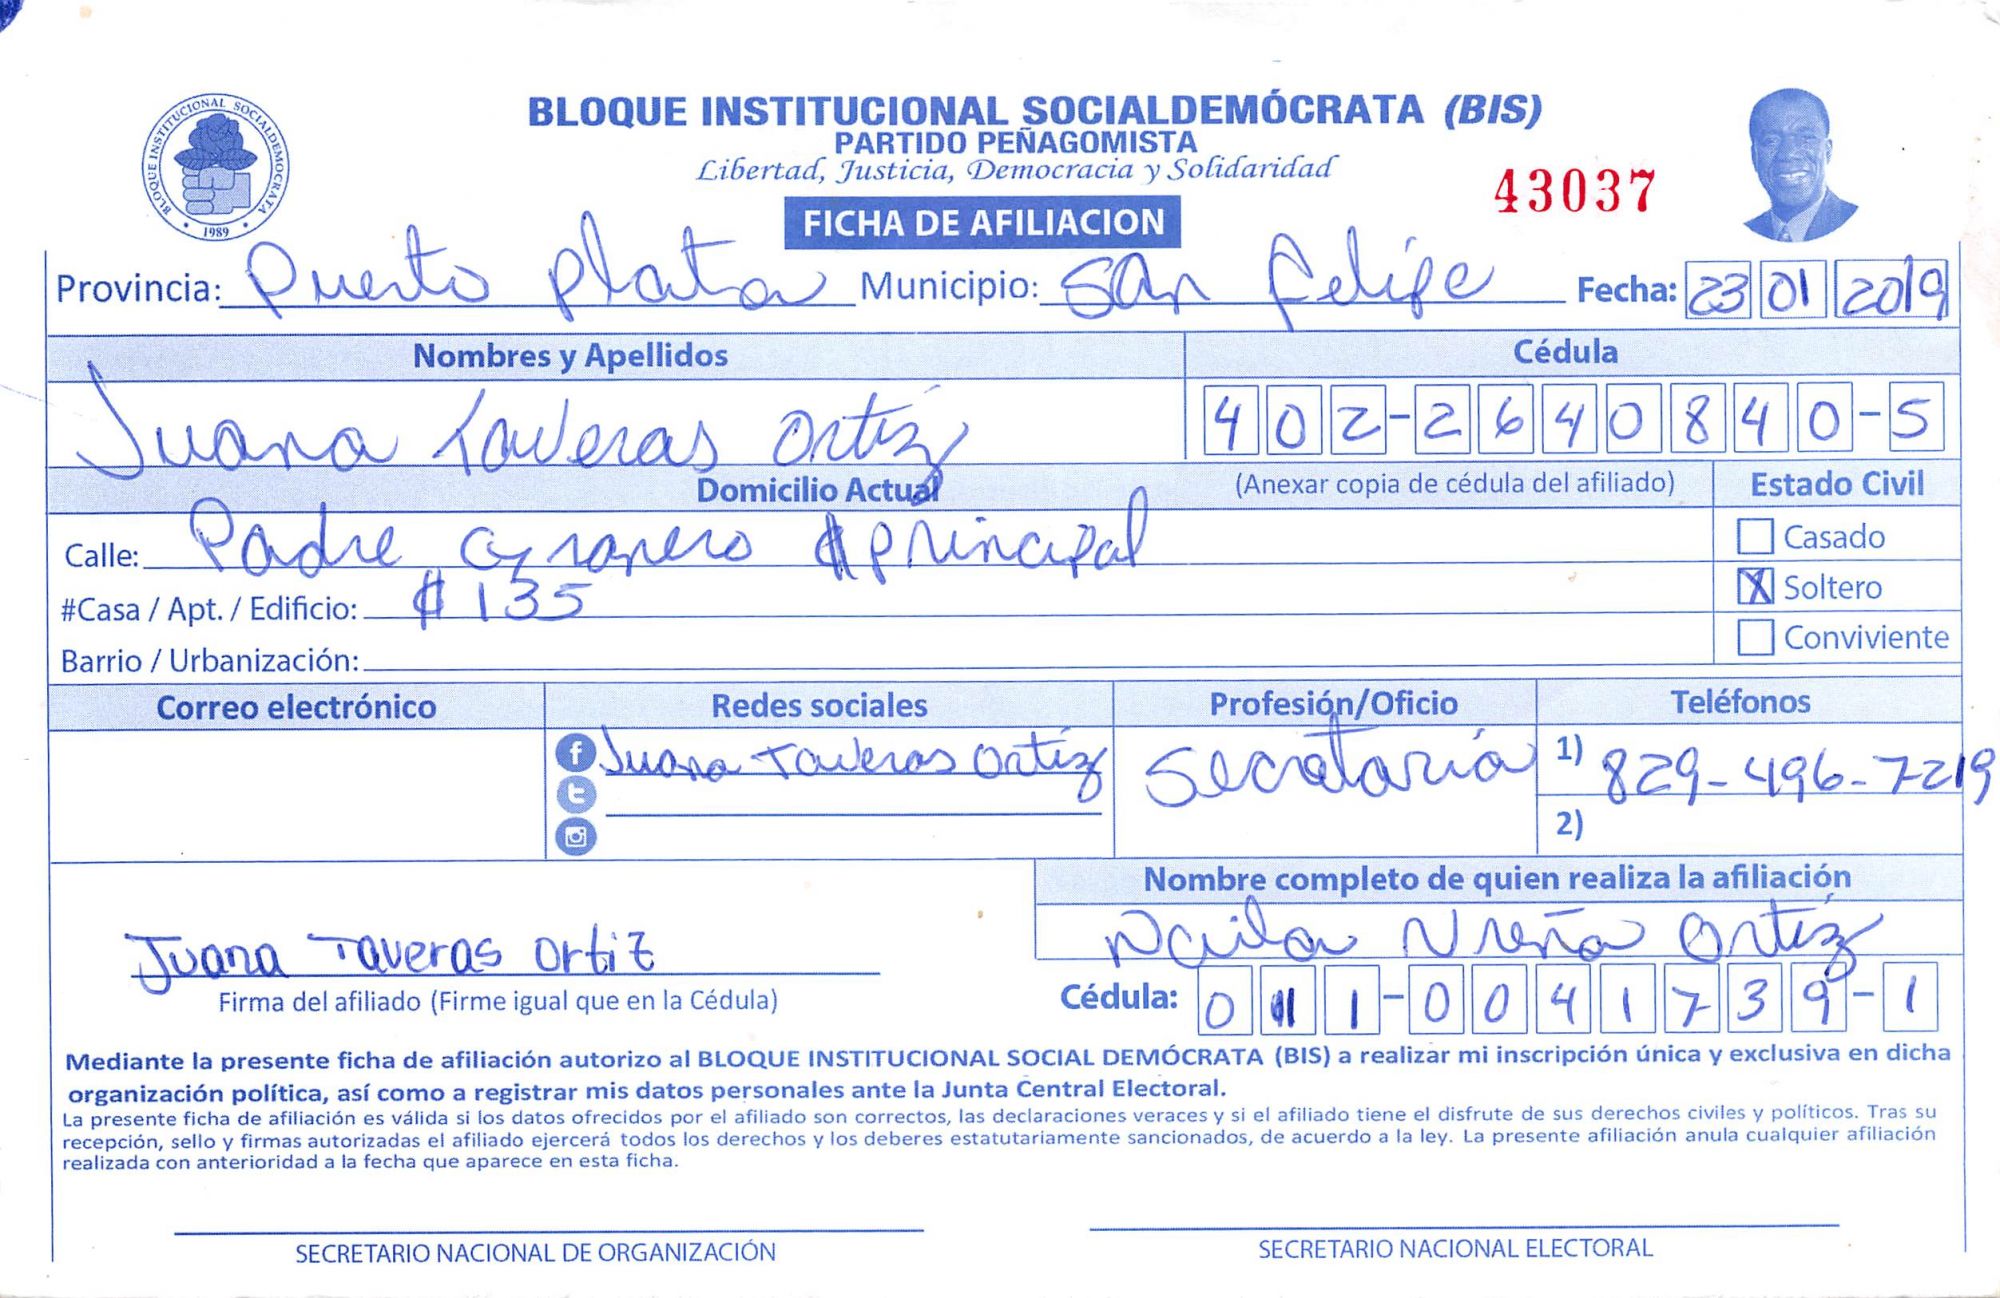 BLOQUE INSTITUCIONAL SOCIALDEMÓCRATA (BIS)
PARTIDO PEÑAGOMISTA
Libertad, Justicia, Democracia y Solidaridad
BLOQUE INSTITUCIONAL SOCIALDEMOCRATA
1989
43037
FICHA DE AFILIACION
Provincia: Puerto Plata Municipio: San Felipe Fecha: 23 01 2019
Nombres y Apellidos Cédula
Juana Taveras Ortiz 402-2640840-5
Domicilio Actual (Anexar copia de cédula del afiliado) Estado Civil
Calle: Padre Granero # principal Casado
#Casa / Apt. / Edificio: # 135 X Soltero
Barrio / Urbanización: Conviviente
Correo electrónico Redes sociales Profesión/Oficio Teléfonos
Juana Taveras Ortiz Secretaria 1) 829-496-7219
2)
Nombre completo de quien realiza la afiliación
Ureña Ortiz
Juana Taveras Ortiz
Firma del afiliado (Firme igual que en la Cédula) Cédula: 011-0041739-1
Mediante la presente ficha de afiliación autorizo al BLOQUE INSTITUCIONAL SOCIAL DEMÓCRATA (BIS) a realizar mi inscripción única y exclusiva en dicha
organización política, así como a registrar mis datos personales ante la Junta Central Electoral.
La presente ficha de afiliación es válida si los datos ofrecidos por el afiliado son correctos, las declaraciones veraces y si el afiliado tiene el disfrute de sus derechos civiles y políticos. Tras su
recepción, sello y firmas autorizadas el afiliado ejercerá todos los derechos y los deberes estatutariamente sancionados, de acuerdo a la ley. La presente afiliación anula cualquier afiliación
realizada con anterioridad a la fecha que aparece en esta ficha.
SECRETARIO NACIONAL DE ORGANIZACIÓN SECRETARIO NACIONAL ELECTORAL